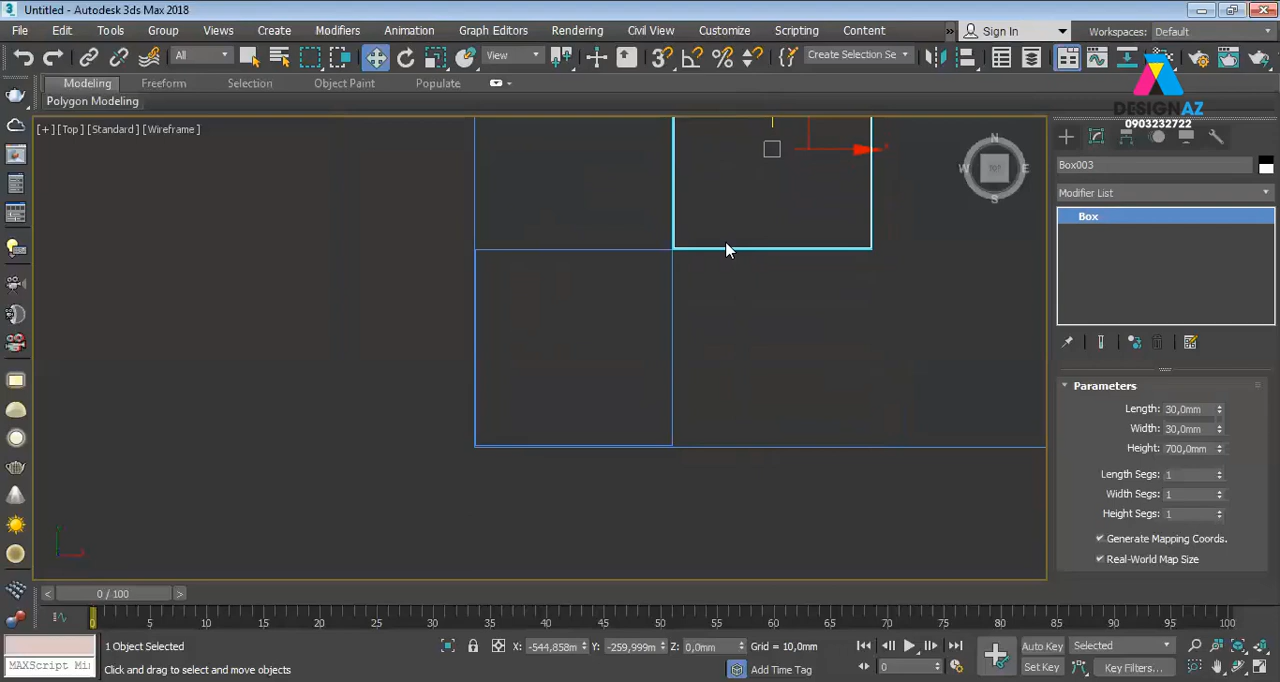 Untitled - Autodesk 3ds Max 2018
File Edit Tools Group Views Create Modifiers Animation Graph Editors Rendering Civil View Customize Scripting Content » Sign In Workspaces: Default
All View Create Selection Se
Modeling Freeform Selection Object Paint Populate
Polygon Modeling
DESIGNAZ
0903232722
[+] [Top] [Standard] [Wireframe]
N
W TOP E
S
x
Box003
Modifier List
Box
Parameters
Length: 30,0mm
Width: 30,0mm
Height: 700,0mm
Length Segs: 1
Width Segs: 1
Height Segs: 1
Generate Mapping Coords.
Real-World Map Size
< 0 / 100 >
0 5 10 15 20 25 30 35 40 45 50 55 60 65 70 75 80 85 90 95 100
1 Object Selected X: -544,858m Y: -259,999m Z: 0,0mm Grid = 10,0mm Auto Key Selected
MAXScript Mi: Click and drag to select and move objects Add Time Tag 0 Set Key Key Filters...